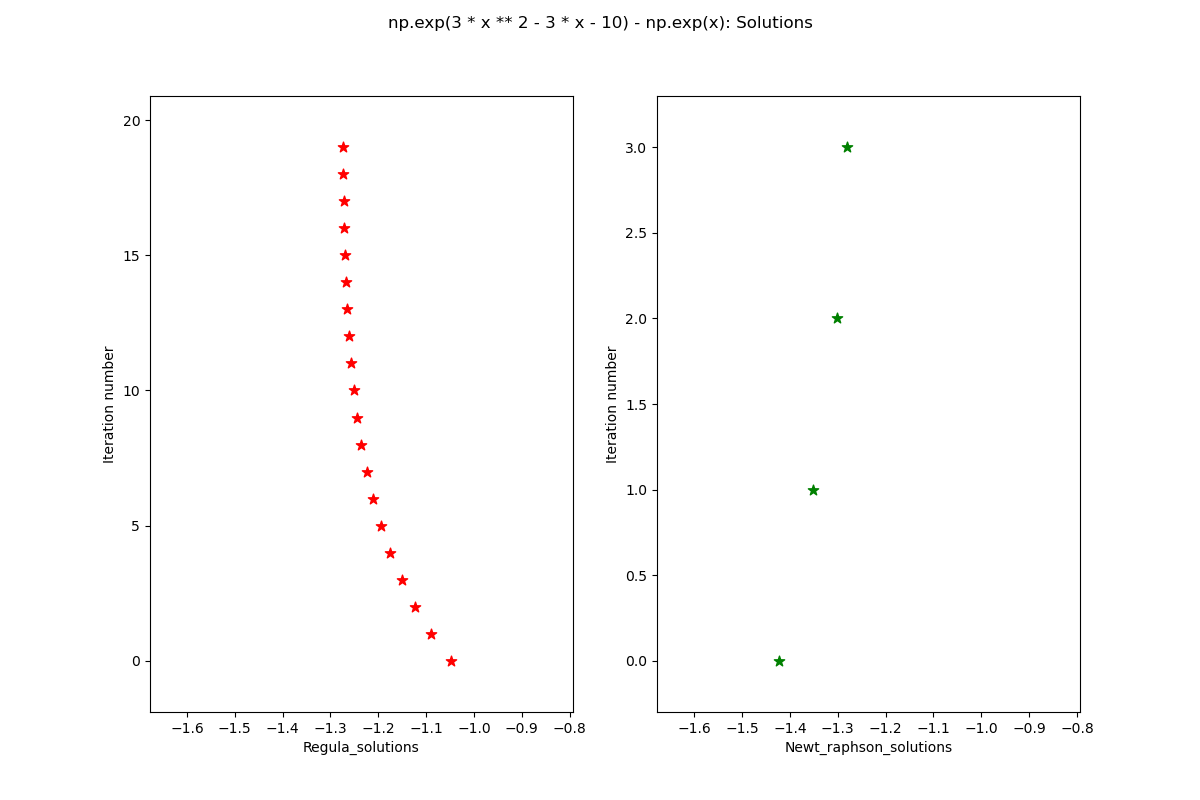 np.exp(3 * x ** 2 - 3 * x - 10) - np.exp(x): Solutions
20
15
10
5
0
Iteration number
−1.6 −1.5 −1.4 −1.3 −1.2 −1.1 −1.0 −0.9 −0.8
Regula_solutions
3.0
2.5
2.0
1.5
1.0
0.5
0.0
Iteration number
−1.6 −1.5 −1.4 −1.3 −1.2 −1.1 −1.0 −0.9 −0.8
Newt_raphson_solutions